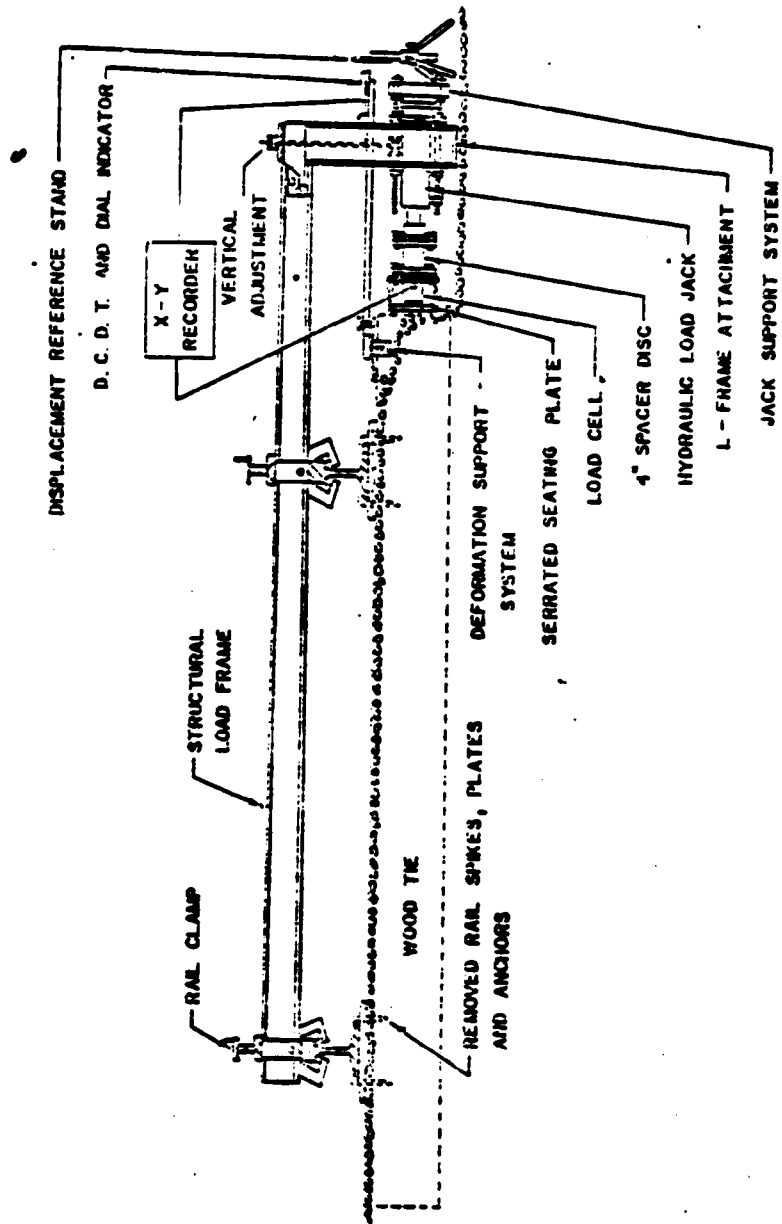 DISPLACEMENT REFERENCE STAND
D. C. D. T. AND DIAL INDICATOR
X-Y
RECORDER
VERTICAL
ADJUSTMENT
STRUCTURAL
LOAD FRAME
RAIL CLAMP
WOOD TIE
REMOVED RAIL SPIKES, PLATES
AND ANCHORS
DEFORMATION SUPPORT
SYSTEM
SERRATED SEATING PLATE
LOAD CELL
4" SPACER DISC
HYDRAULIC LOAD JACK
L-FRAME ATTACHMENT
JACK SUPPORT SYSTEM